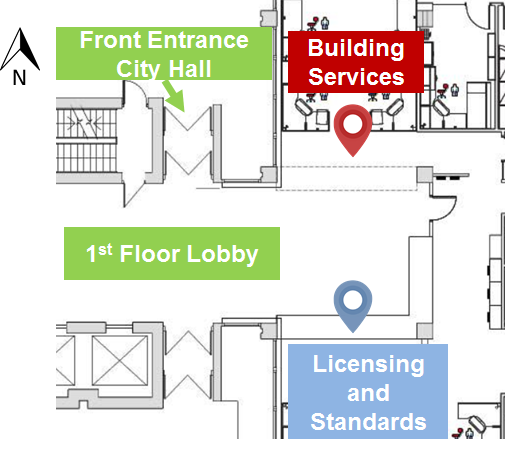 N
Front Entrance
City Hall
Building
Services
1st Floor Lobby
Licensing
and
Standards